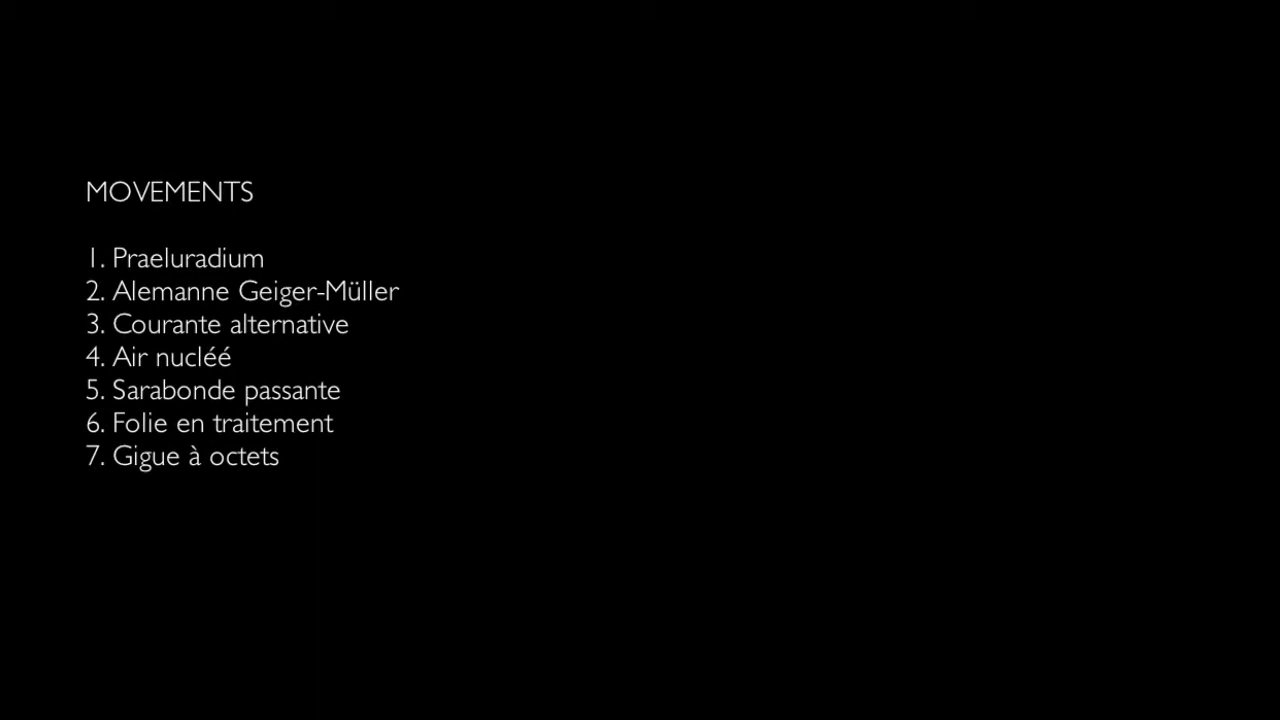 MOVEMENTS
1. Praeluradium
2. Alemanne Geiger-Müller
3. Courante alternative
4. Air nucléé
5. Sarabonde passante
6. Folie en traitement
7. Gigue à octets